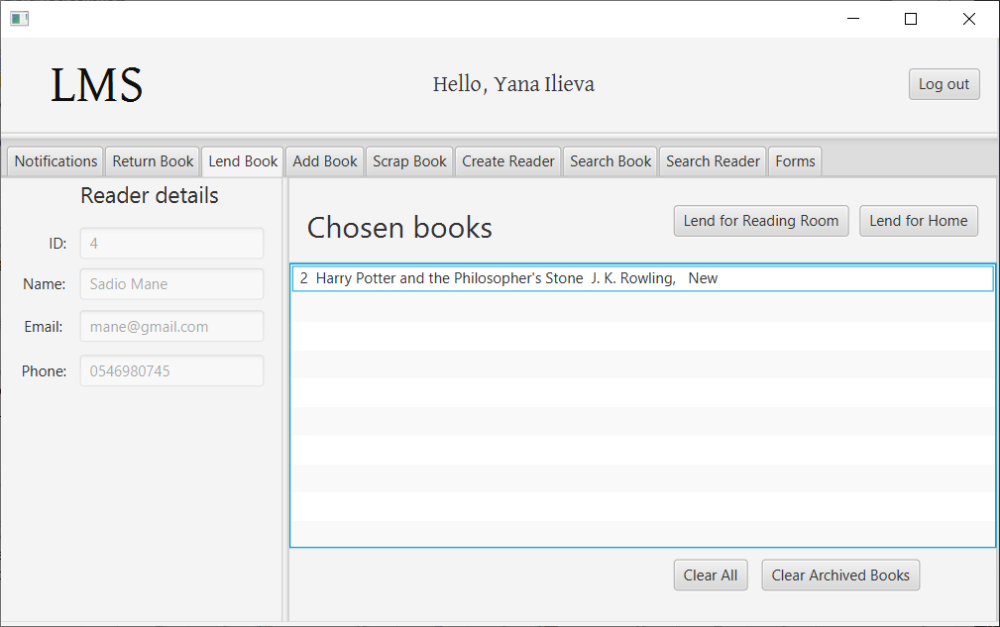 LMS
Hello, Yana Ilieva
Log out
Notifications Return Book Lend Book Add Book Scrap Book Create Reader Search Book Search Reader Forms
Reader details
ID: 4
Name: Sadio Mane
Email: mane@gmail.com
Phone: 0546980745
Chosen books
Lend for Reading Room Lend for Home
2 Harry Potter and the Philosopher's Stone J. K. Rowling, New
Clear All Clear Archived Books